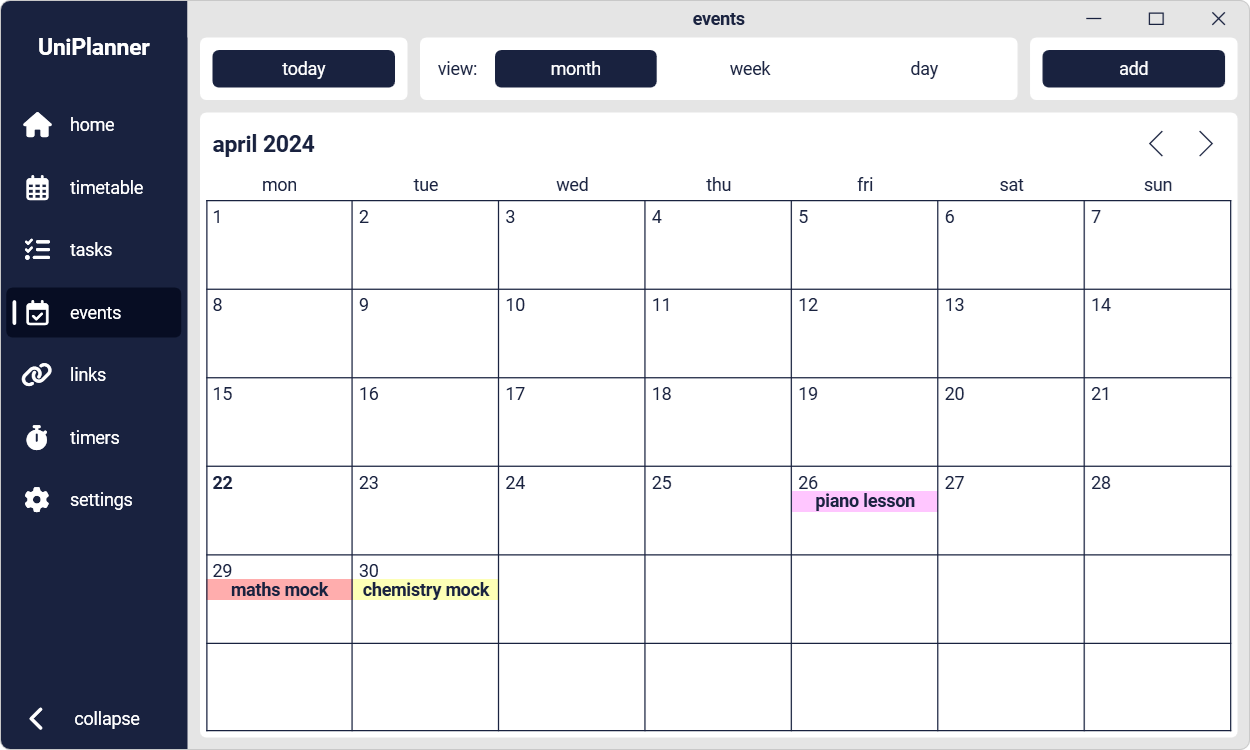 UniPlanner
home
timetable
tasks
events
links
timers
settings
collapse
events
today
view: month week day
add
april 2024
mon tue wed thu fri sat sun
1 2 3 4 5 6 7
8 9 10 11 12 13 14
15 16 17 18 19 20 21
22 23 24 25 26 27 28
piano lesson
29 30
maths mock chemistry mock